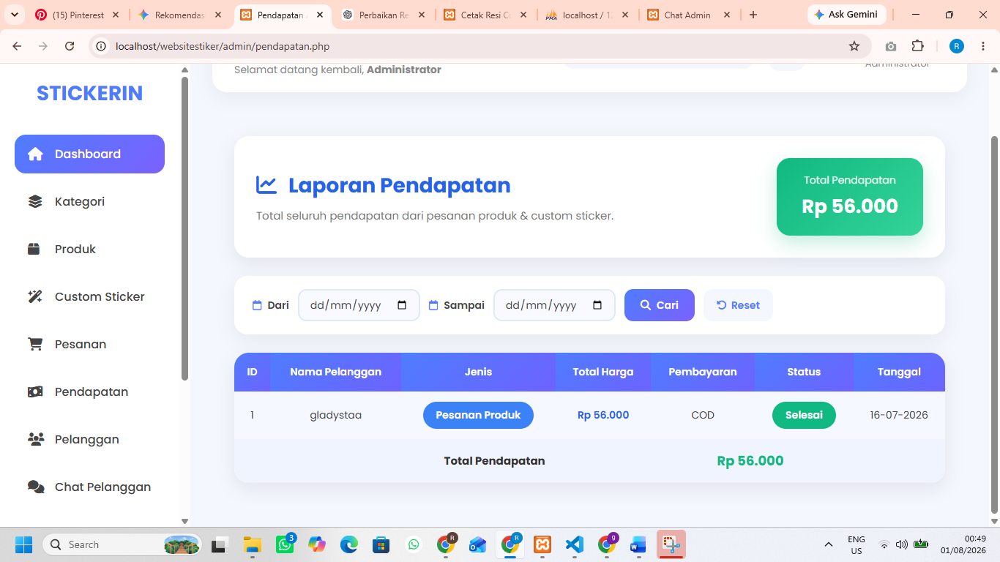 (15) Pinterest
Rekomendas
Pendapatan
Perbaikan Re
Cetak Resi C
localhost / 12
Chat Admin
Ask Gemini
localhost/websitestiker/admin/pendapatan.php
R
STICKERIN
Selamat datang kembali, Administrator
Administrator
Dashboard
Kategori
Produk
Custom Sticker
Pesanan
Pendapatan
Pelanggan
Chat Pelanggan
Laporan Pendapatan
Total seluruh pendapatan dari pesanan produk & custom sticker.
Total Pendapatan
Rp 56.000
Dari dd/mm/yyyy Sampai dd/mm/yyyy Cari Reset
ID Nama Pelanggan Jenis Total Harga Pembayaran Status Tanggal
1 gladystaa Pesanan Produk Rp 56.000 COD Selesai 16-07-2026
Total Pendapatan Rp 56.000
Search
3
R
R
g
ENG
US
00:49
01/08/2026